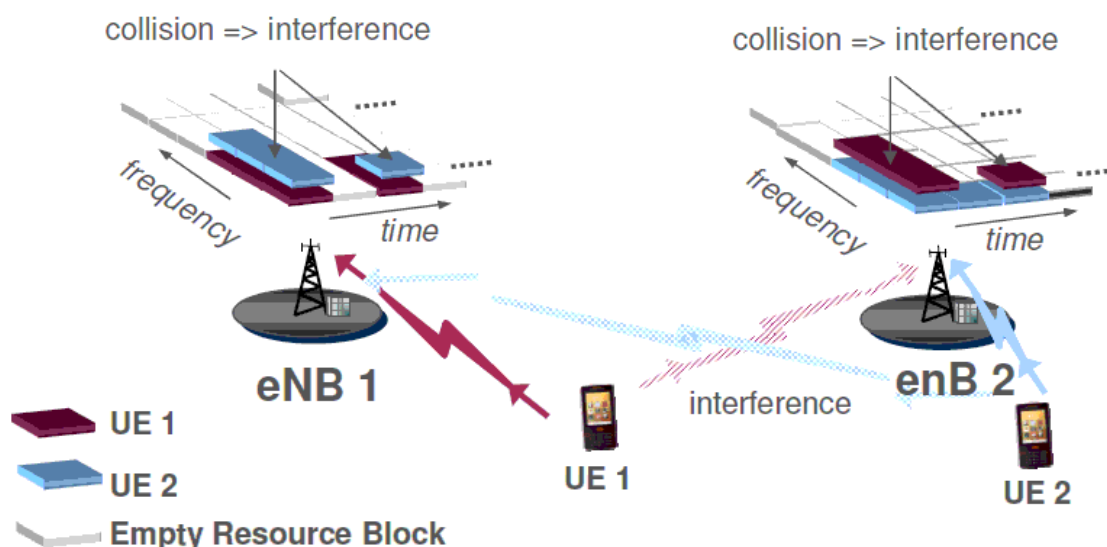 collision => interference
collision => interference
.....
.....
.....
.....
frequency
time
frequency
time
eNB 1
enB 2
interference
UE 1
UE 2
UE 1
UE 2
Empty Resource Block